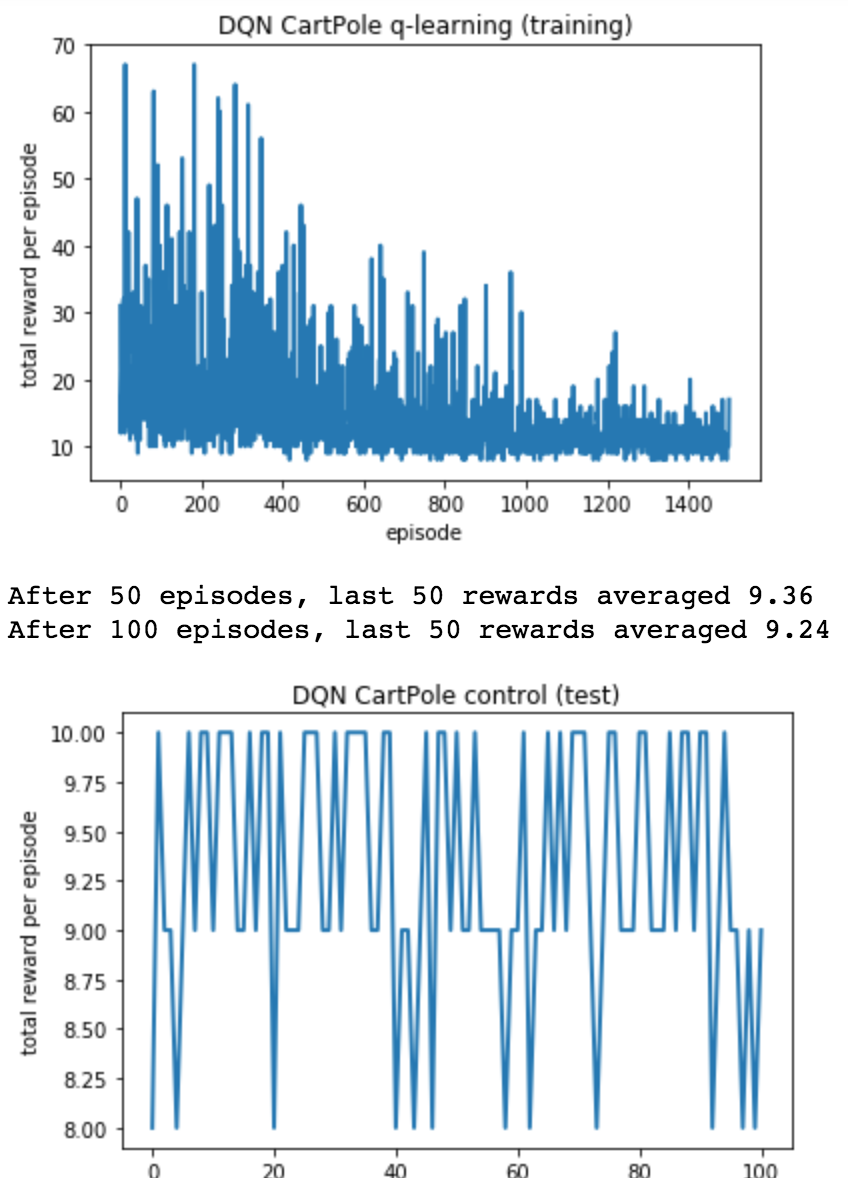 DQN CartPole q-learning (training)
total reward per episode
70
60
50
40
30
20
10
0 200 400 600 800 1000 1200 1400
episode
After 50 episodes, last 50 rewards averaged 9.36
After 100 episodes, last 50 rewards averaged 9.24
DQN CartPole control (test)
total reward per episode
10.00
9.75
9.50
9.25
9.00
8.75
8.50
8.25
8.00
0 20 40 60 80 100